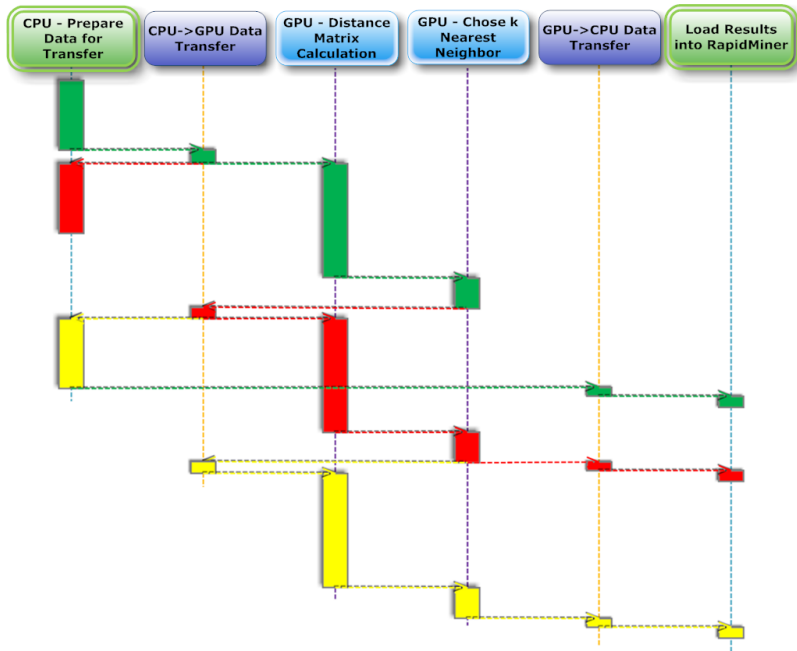 CPU - Prepare
Data for
Transfer
CPU->GPU Data
Transfer
GPU - Distance
Matrix
Calculation
GPU - Chose k
Nearest
Neighbor
GPU->CPU Data
Transfer
Load Results
into RapidMiner